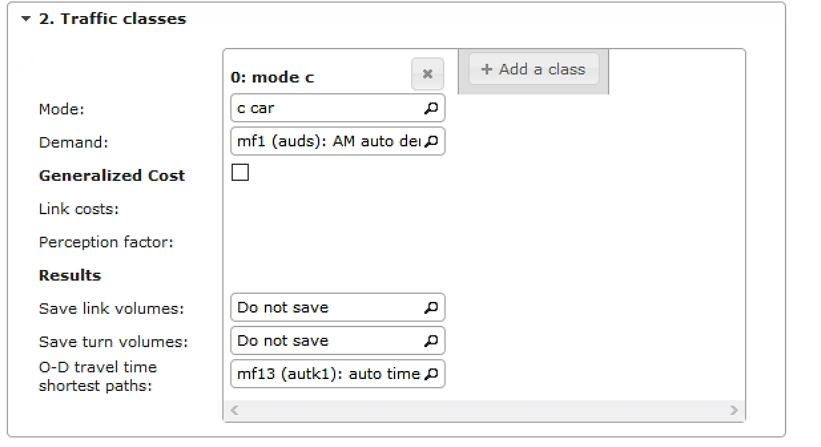 2. Traffic classes
0: mode c
+ Add a class
Mode:
c car
Demand:
mf1 (auds): AM auto
Generalized Cost
Link costs:
Perception factor:
Results
Save link volumes:
Do not save
Save turn volumes:
Do not save
O-D travel time
shortest paths:
mf13 (autk1): auto time